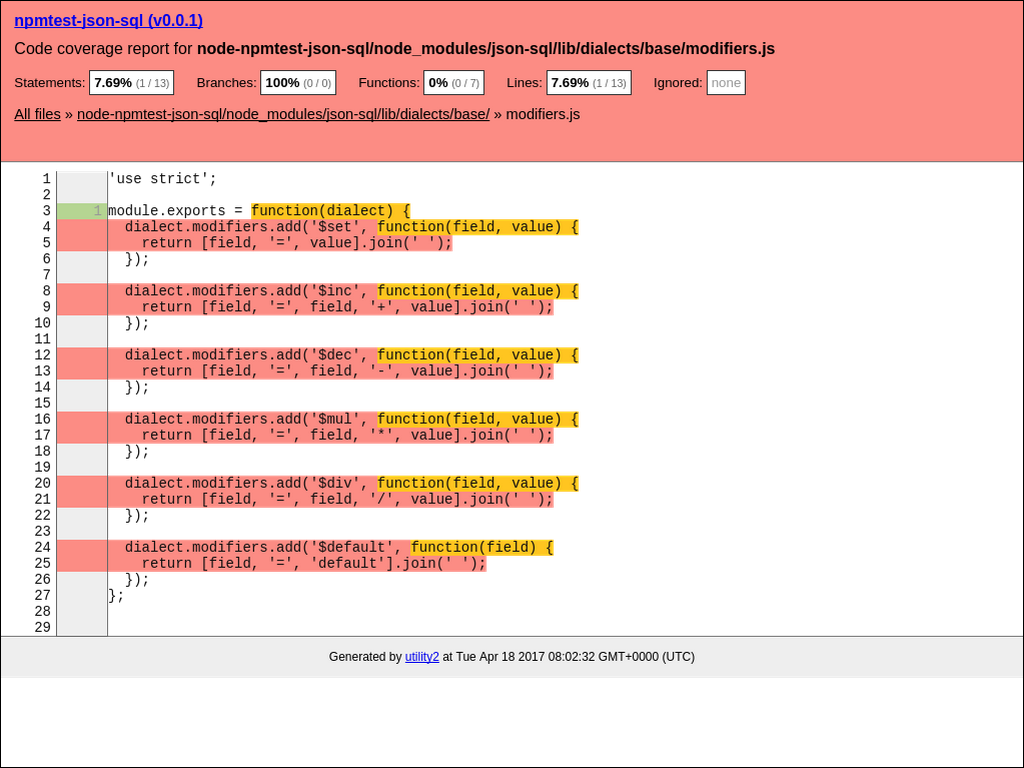 npmtest-json-sql (v0.0.1)
Code coverage report for node-npmtest-json-sql/node_modules/json-sql/lib/dialects/base/modifiers.js
Statements: 7.69% (1 / 13) Branches: 100% (0 / 0) Functions: 0% (0 / 7) Lines: 7.69% (1 / 13) Ignored: none
All files » node-npmtest-json-sql/node_modules/json-sql/lib/dialects/base/ » modifiers.js
1 'use strict';
2
3 1 module.exports = function(dialect) {
4   dialect.modifiers.add('$set', function(field, value) {
5     return [field, '=', value].join(' ');
6   });
7
8   dialect.modifiers.add('$inc', function(field, value) {
9     return [field, '=', field, '+', value].join(' ');
10   });
11
12   dialect.modifiers.add('$dec', function(field, value) {
13     return [field, '=', field, '-', value].join(' ');
14   });
15
16   dialect.modifiers.add('$mul', function(field, value) {
17     return [field, '=', field, '*', value].join(' ');
18   });
19
20   dialect.modifiers.add('$div', function(field, value) {
21     return [field, '=', field, '/', value].join(' ');
22   });
23
24   dialect.modifiers.add('$default', function(field) {
25     return [field, '=', 'default'].join(' ');
26   });
27 };
28
29
Generated by utility2 at Tue Apr 18 2017 08:02:32 GMT+0000 (UTC)